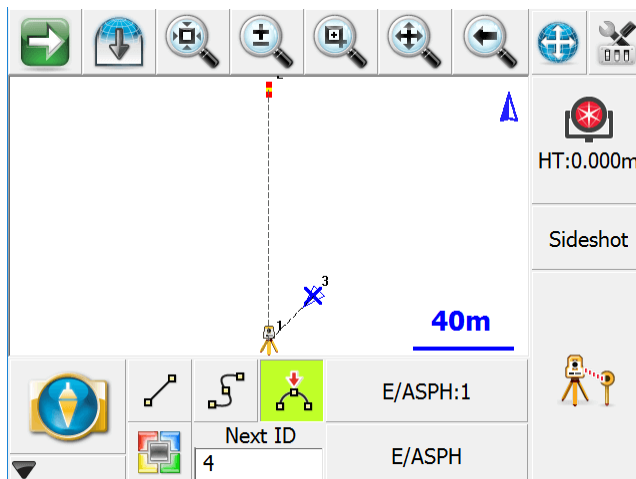 HT:0.000m
3
Sideshot
1
40m
E/ASPH:1
Next ID
4
E/ASPH